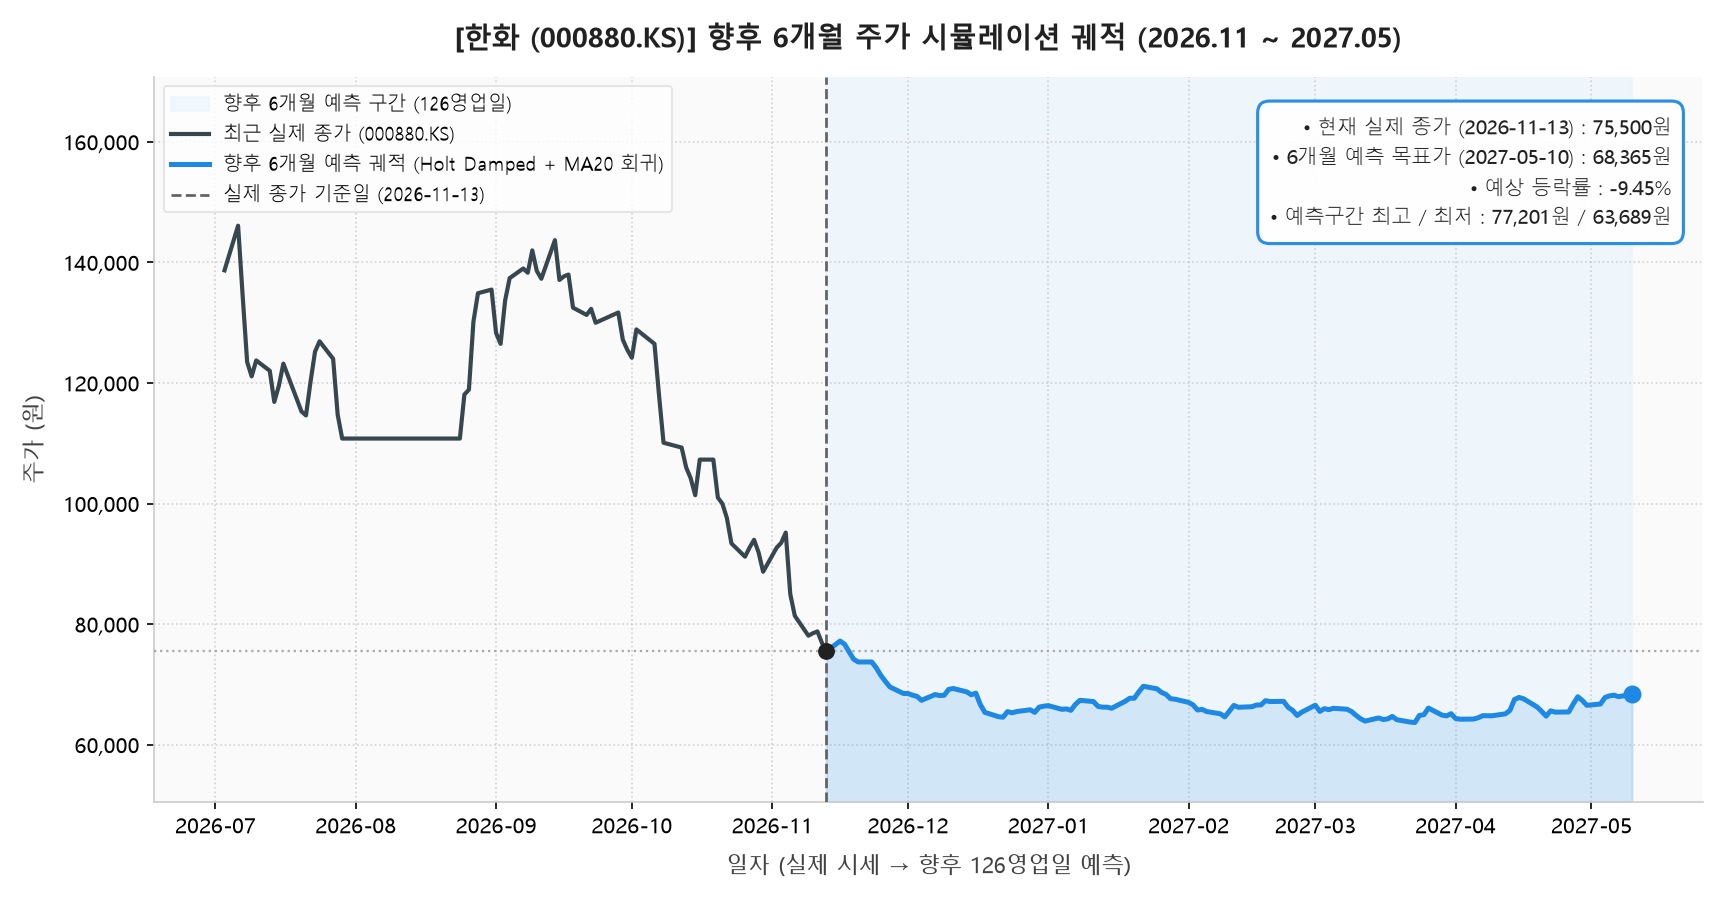 [한화 (000880.KS)] 향후 6개월 주가 시뮬레이션 궤적 (2026.11 ~ 2027.05)
향후 6개월 예측 구간 (126영업일)
최근 실제 종가 (000880.KS)
향후 6개월 예측 궤적 (Holt Damped + MA20 회귀)
실제 종가 기준일 (2026-11-13)
• 현재 실제 종가 (2026-11-13) : 75,500원
• 6개월 예측 목표가 (2027-05-10) : 68,365원
• 예상 등락률 : -9.45%
• 예측구간 최고 / 최저 : 77,201원 / 63,689원
주가 (원)
160,000
140,000
120,000
100,000
80,000
60,000
2026-07 2026-08 2026-09 2026-10 2026-11 2026-12 2027-01 2027-02 2027-03 2027-04 2027-05
일자 (실제 시세 → 향후 126영업일 예측)